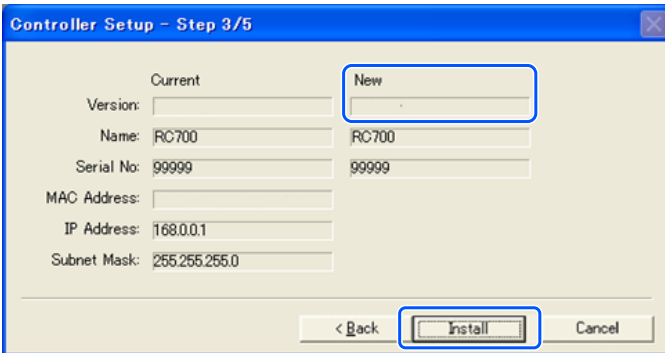 Controller Setup - Step 3/5
Current New
Version:
Name: RC700 RC700
Serial No: 99999 99999
MAC Address:
IP Address: 168.0.0.1
Subnet Mask: 255.255.255.0
< Back Install Cancel